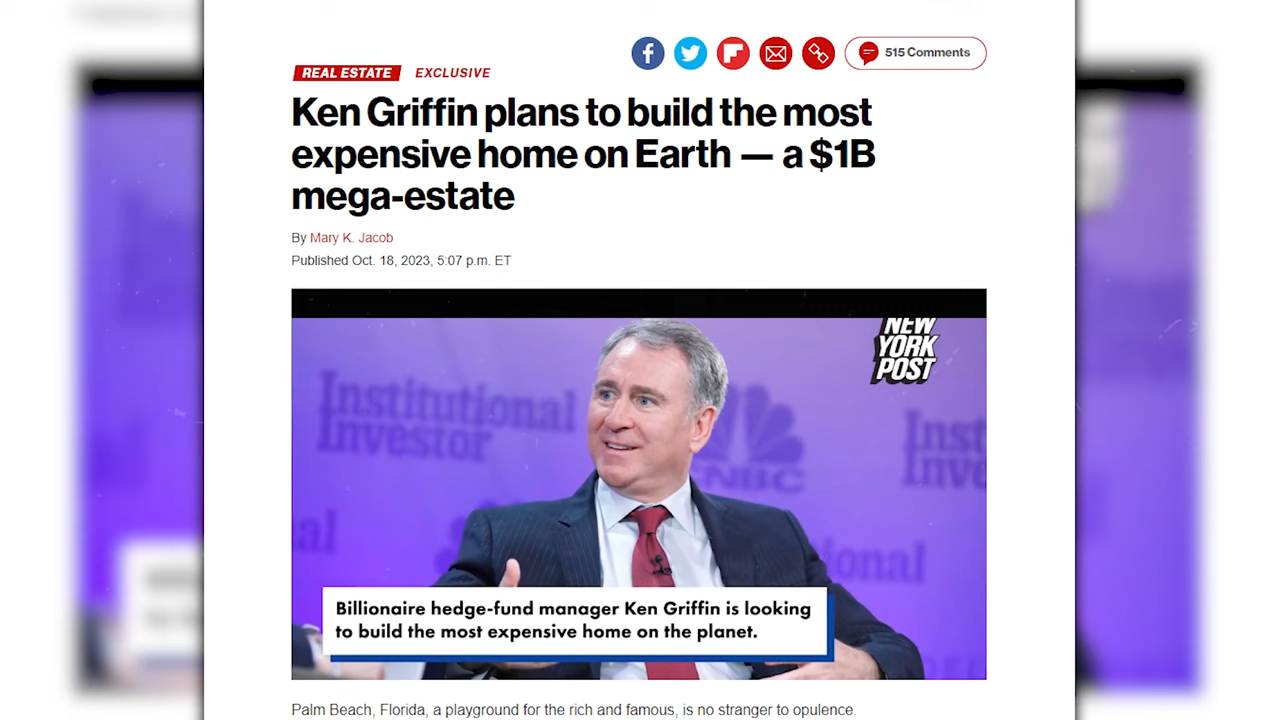 515 Comments
REAL ESTATE EXCLUSIVE
Ken Griffin plans to build the most
expensive home on Earth — a $1B
mega-estate
By Mary K. Jacob
Published Oct. 18, 2023, 5:07 p.m. ET
NEW
YORK
POST
Institutional
Investor
CNBC
Billionaire hedge-fund manager Ken Griffin is looking
to build the most expensive home on the planet.
Palm Beach, Florida, a playground for the rich and famous, is no stranger to opulence.